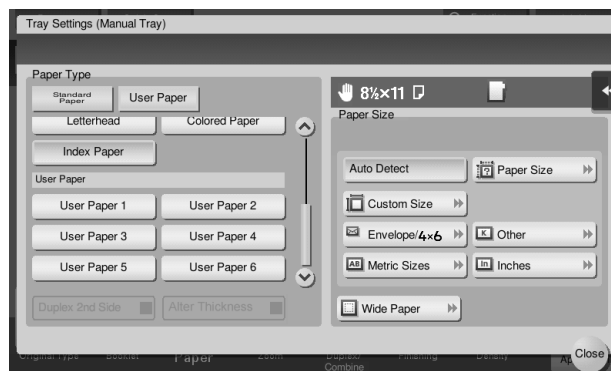 Tray Settings (Manual Tray)
Paper Type
Standard
Paper
User Paper
Letterhead
Colored Paper
Index Paper
User Paper
User Paper 1
User Paper 2
User Paper 3
User Paper 4
User Paper 5
User Paper 6
Duplex 2nd Side
Alter Thickness
8½×11
Paper Size
Auto Detect
? Paper Size
Custom Size
Envelope/4×6
K Other
AB Metric Sizes
In Inches
Wide Paper
Original Type
Booklet
Paper
Zoom
Duplex/
Combine
Finishing
Density
Close